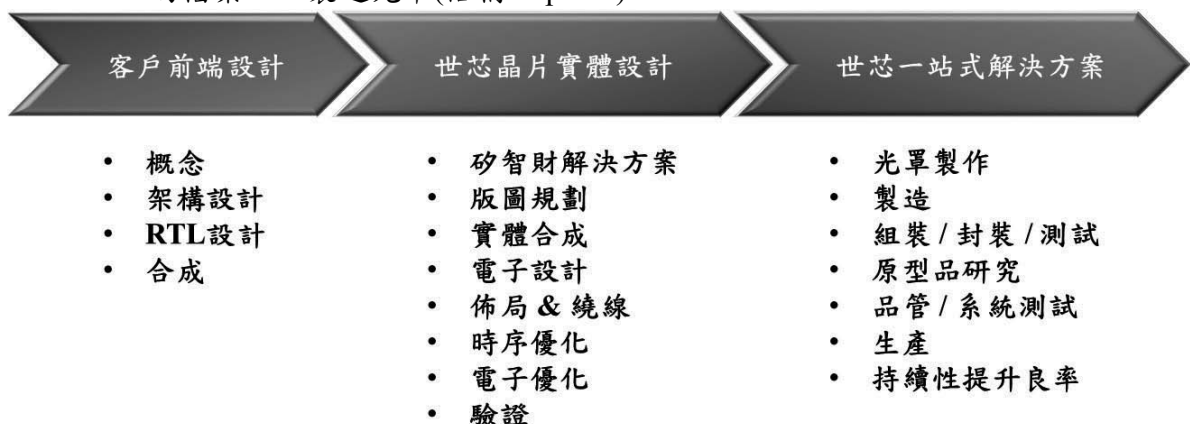 客戶前端設計
世芯晶片實體設計
世芯一站式解決方案
• 概念
• 架構設計
• RTL設計
• 合成
• 矽智財解決方案
• 版圖規劃
• 實體合成
• 電子設計
• 佈局 & 繞線
• 時序優化
• 電子優化
• 驗證
• 光罩製作
• 製造
• 組裝 / 封裝 / 測試
• 原型品研究
• 品管 / 系統測試
• 生產
• 持續性提升良率